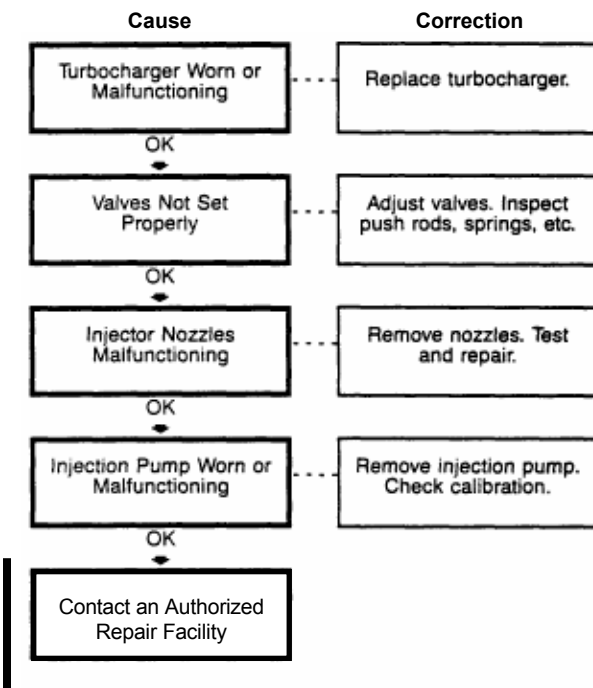 Cause
Correction
Turbocharger Worn or
Malfunctioning
Replace turbocharger.
OK
Valves Not Set
Properly
Adjust valves. Inspect
push rods, springs, etc.
OK
Injector Nozzles
Malfunctioning
Remove nozzles. Test
and repair.
OK
Injection Pump Worn or
Malfunctioning
Remove injection pump.
Check calibration.
OK
Contact an Authorized
Repair Facility